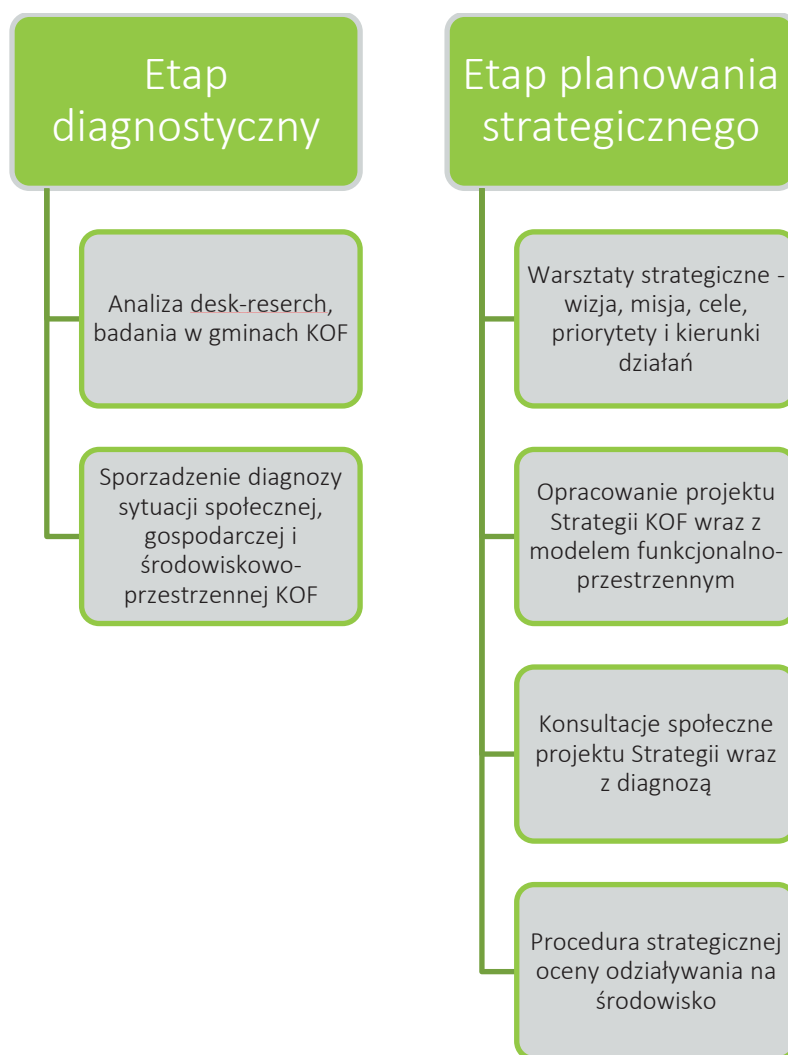 Etap
diagnostyczny
Analiza desk-reserch,
badania w gminach KOF
Sporzadzenie diagnozy
sytuacji społecznej,
gospodarczej i
środowiskowo-
przestrzennej KOF
Etap planowania
strategicznego
Warsztaty strategiczne -
wizja, misja, cele,
priorytety i kierunki
działań
Opracowanie projektu
Strategii KOF wraz z
modelem funkcjonalno-
przestrzennym
Konsultacje społeczne
projektu Strategii wraz
z diagnozą
Procedura strategicznej
oceny odziaływania na
środowisko